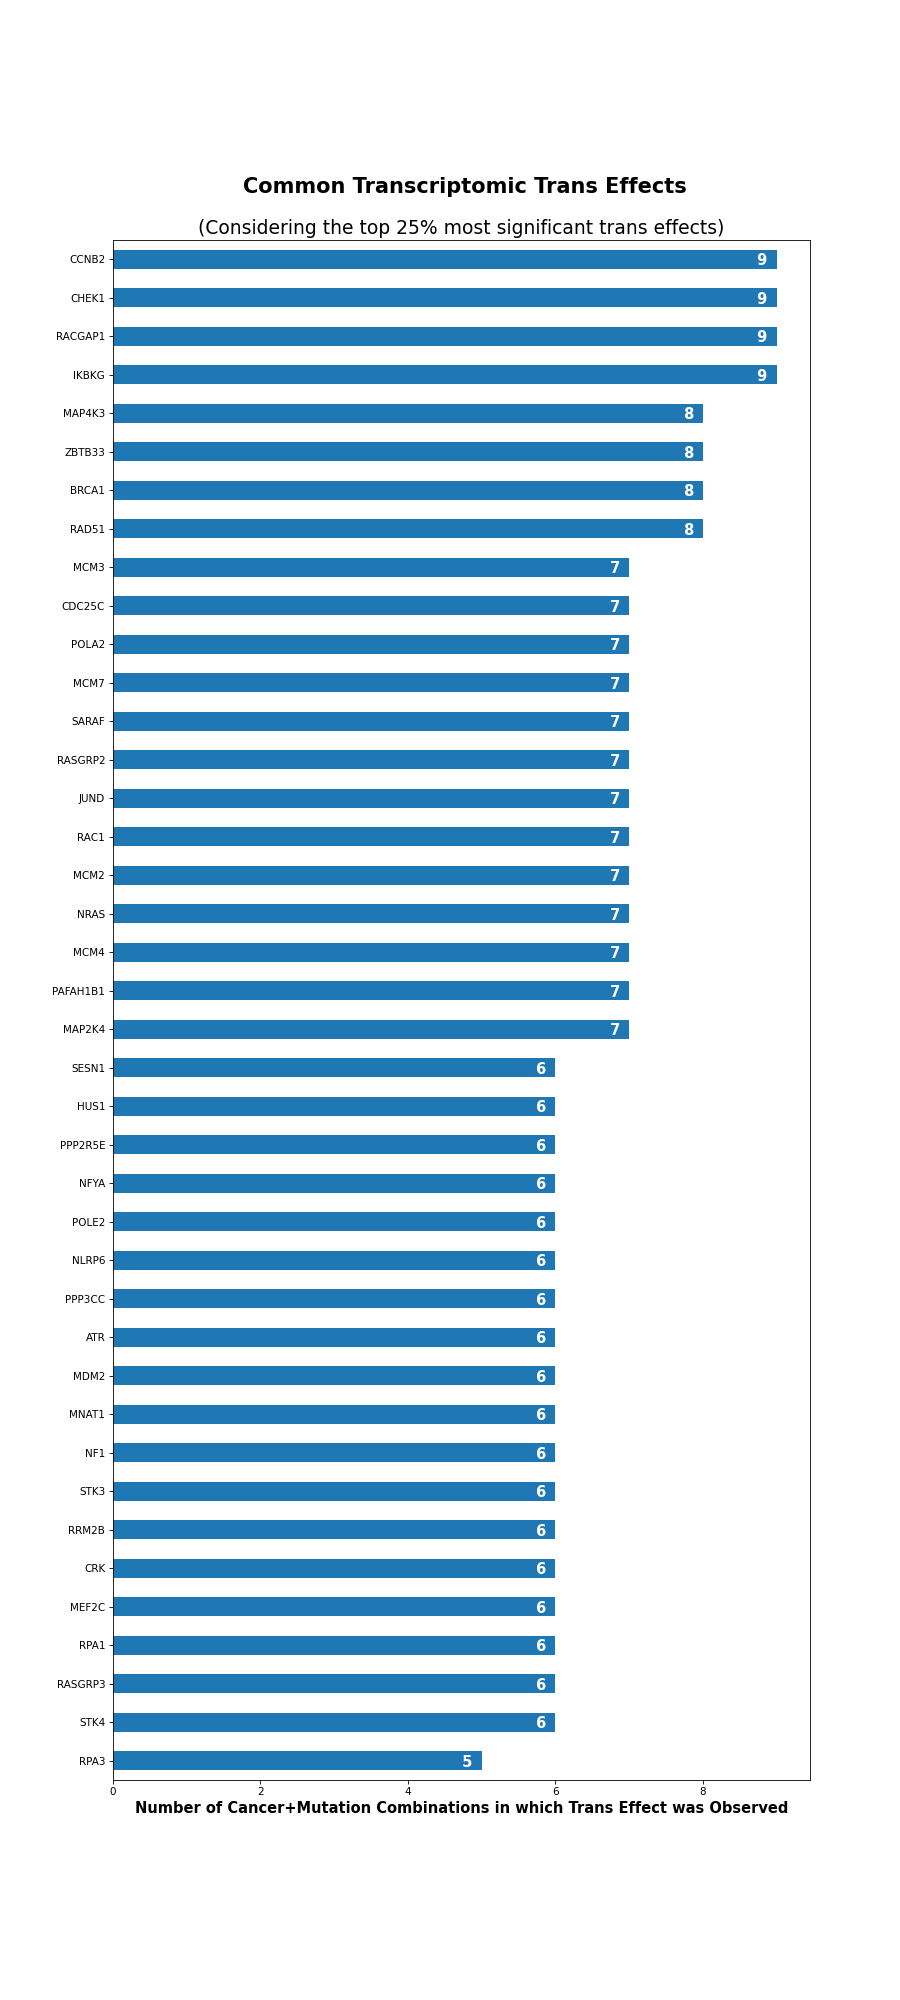 Common Transcriptomic Trans Effects
(Considering the top 25% most significant trans effects)
CCNB2 9
CHEK1 9
RACGAP1 9
IKBKG 9
MAP4K3 8
ZBTB33 8
BRCA1 8
RAD51 8
MCM3 7
CDC25C 7
POLA2 7
MCM7 7
SARAF 7
RASGRP2 7
JUND 7
RAC1 7
MCM2 7
NRAS 7
MCM4 7
PAFAH1B1 7
MAP2K4 7
SESN1 6
HUS1 6
PPP2R5E 6
NFYA 6
POLE2 6
NLRP6 6
PPP3CC 6
ATR 6
MDM2 6
MNAT1 6
NF1 6
STK3 6
RRM2B 6
CRK 6
MEF2C 6
RPA1 6
RASGRP3 6
STK4 6
RPA3 5
0 2 4 6 8
Number of Cancer+Mutation Combinations in which Trans Effect was Observed